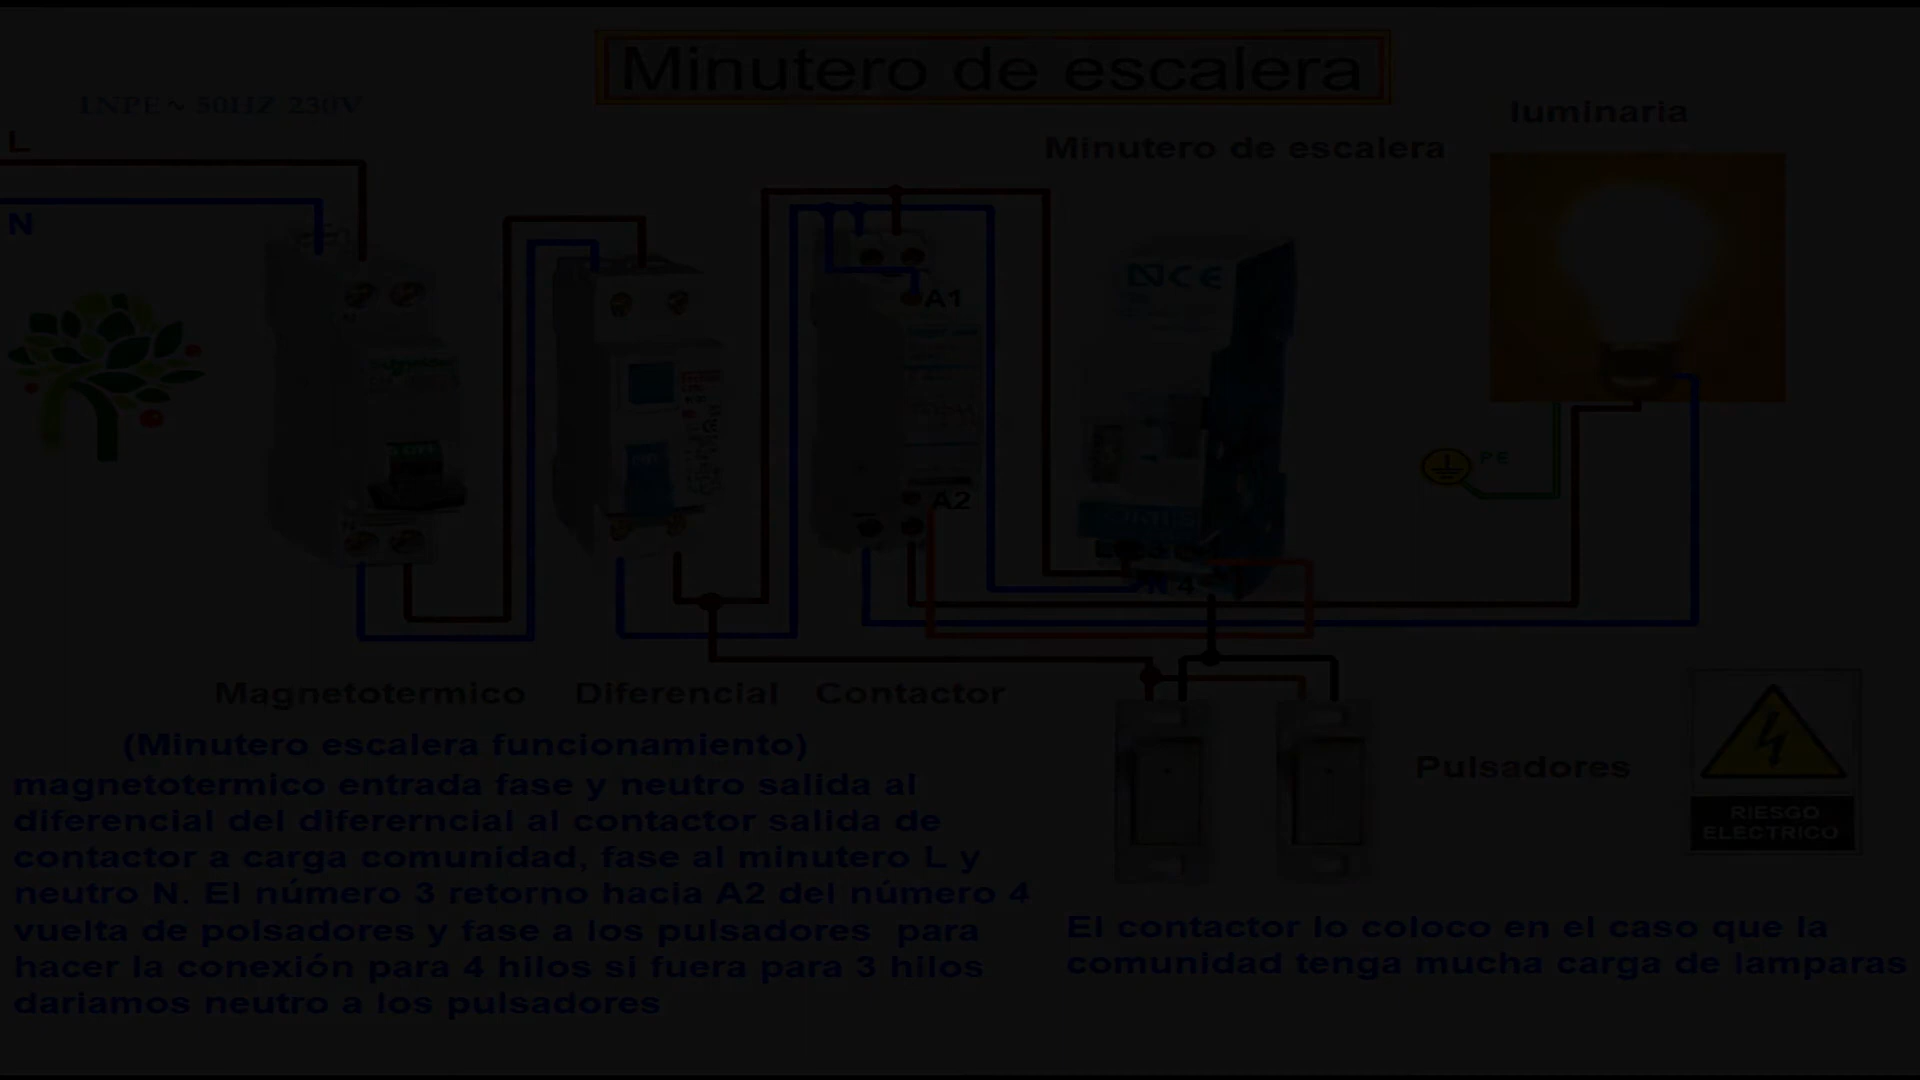 Minutero de escalera
LNPE ~ 50HZ 230V
luminaria
L
Minutero de escalera
N
A1
Schneider
PE
A2
N 4
Magnetotermico
Diferencial
Contactor
(Minutero escalera funcionamiento)
magnetotermico entrada fase y neutro salida al
diferencial del difererncial al contactor salida de
contactor a carga comunidad, fase al minutero L y
neutro N. El número 3 retorno hacia A2 del número 4
vuelta de polsadores y fase a los pulsadores para
hacer la conexión para 4 hilos si fuera para 3 hilos
dariamos neutro a los pulsadores
Pulsadores
RIESGO
ELECTRICO
El contactor lo coloco en el caso que la
comunidad tenga mucha carga de lamparas